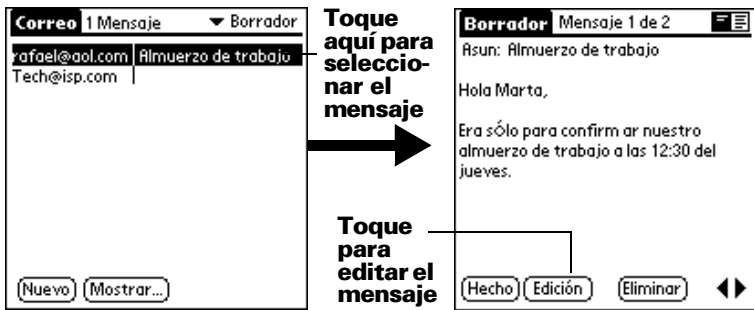 Correo 1 Mensaje Borrador
rafael@aol.com Almuerzo de trabajo
Tech@isp.com
Nuevo Mostrar...
Toque
aquí para
seleccio-
nar el
mensaje
Toque
para
editar el
mensaje
Borrador Mensaje 1 de 2
Asun: Almuerzo de trabajo
Hola Marta,
Era sÓlo para confirm ar nuestro
almuerzo de trabajo a las 12:30 del
jueves.
Hecho Edición Eliminar